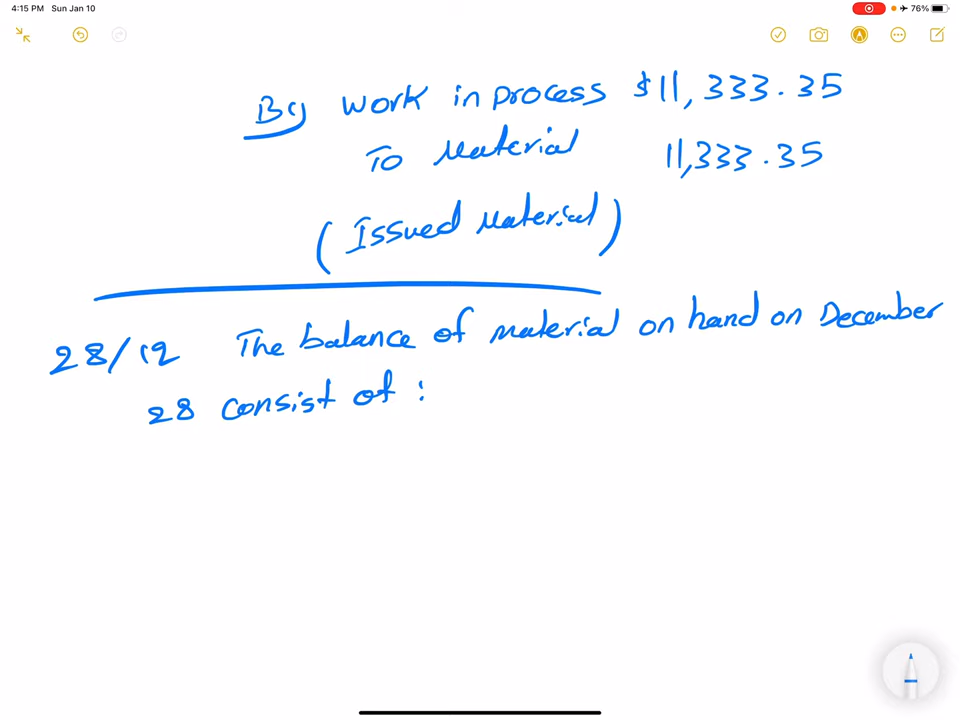 4:15 PM Sun Jan 10 76%
By work in process $11,333.35
To Material 11,333.35
(Issued Material)
28/12 The balance of material on hand on December
28 consist of :